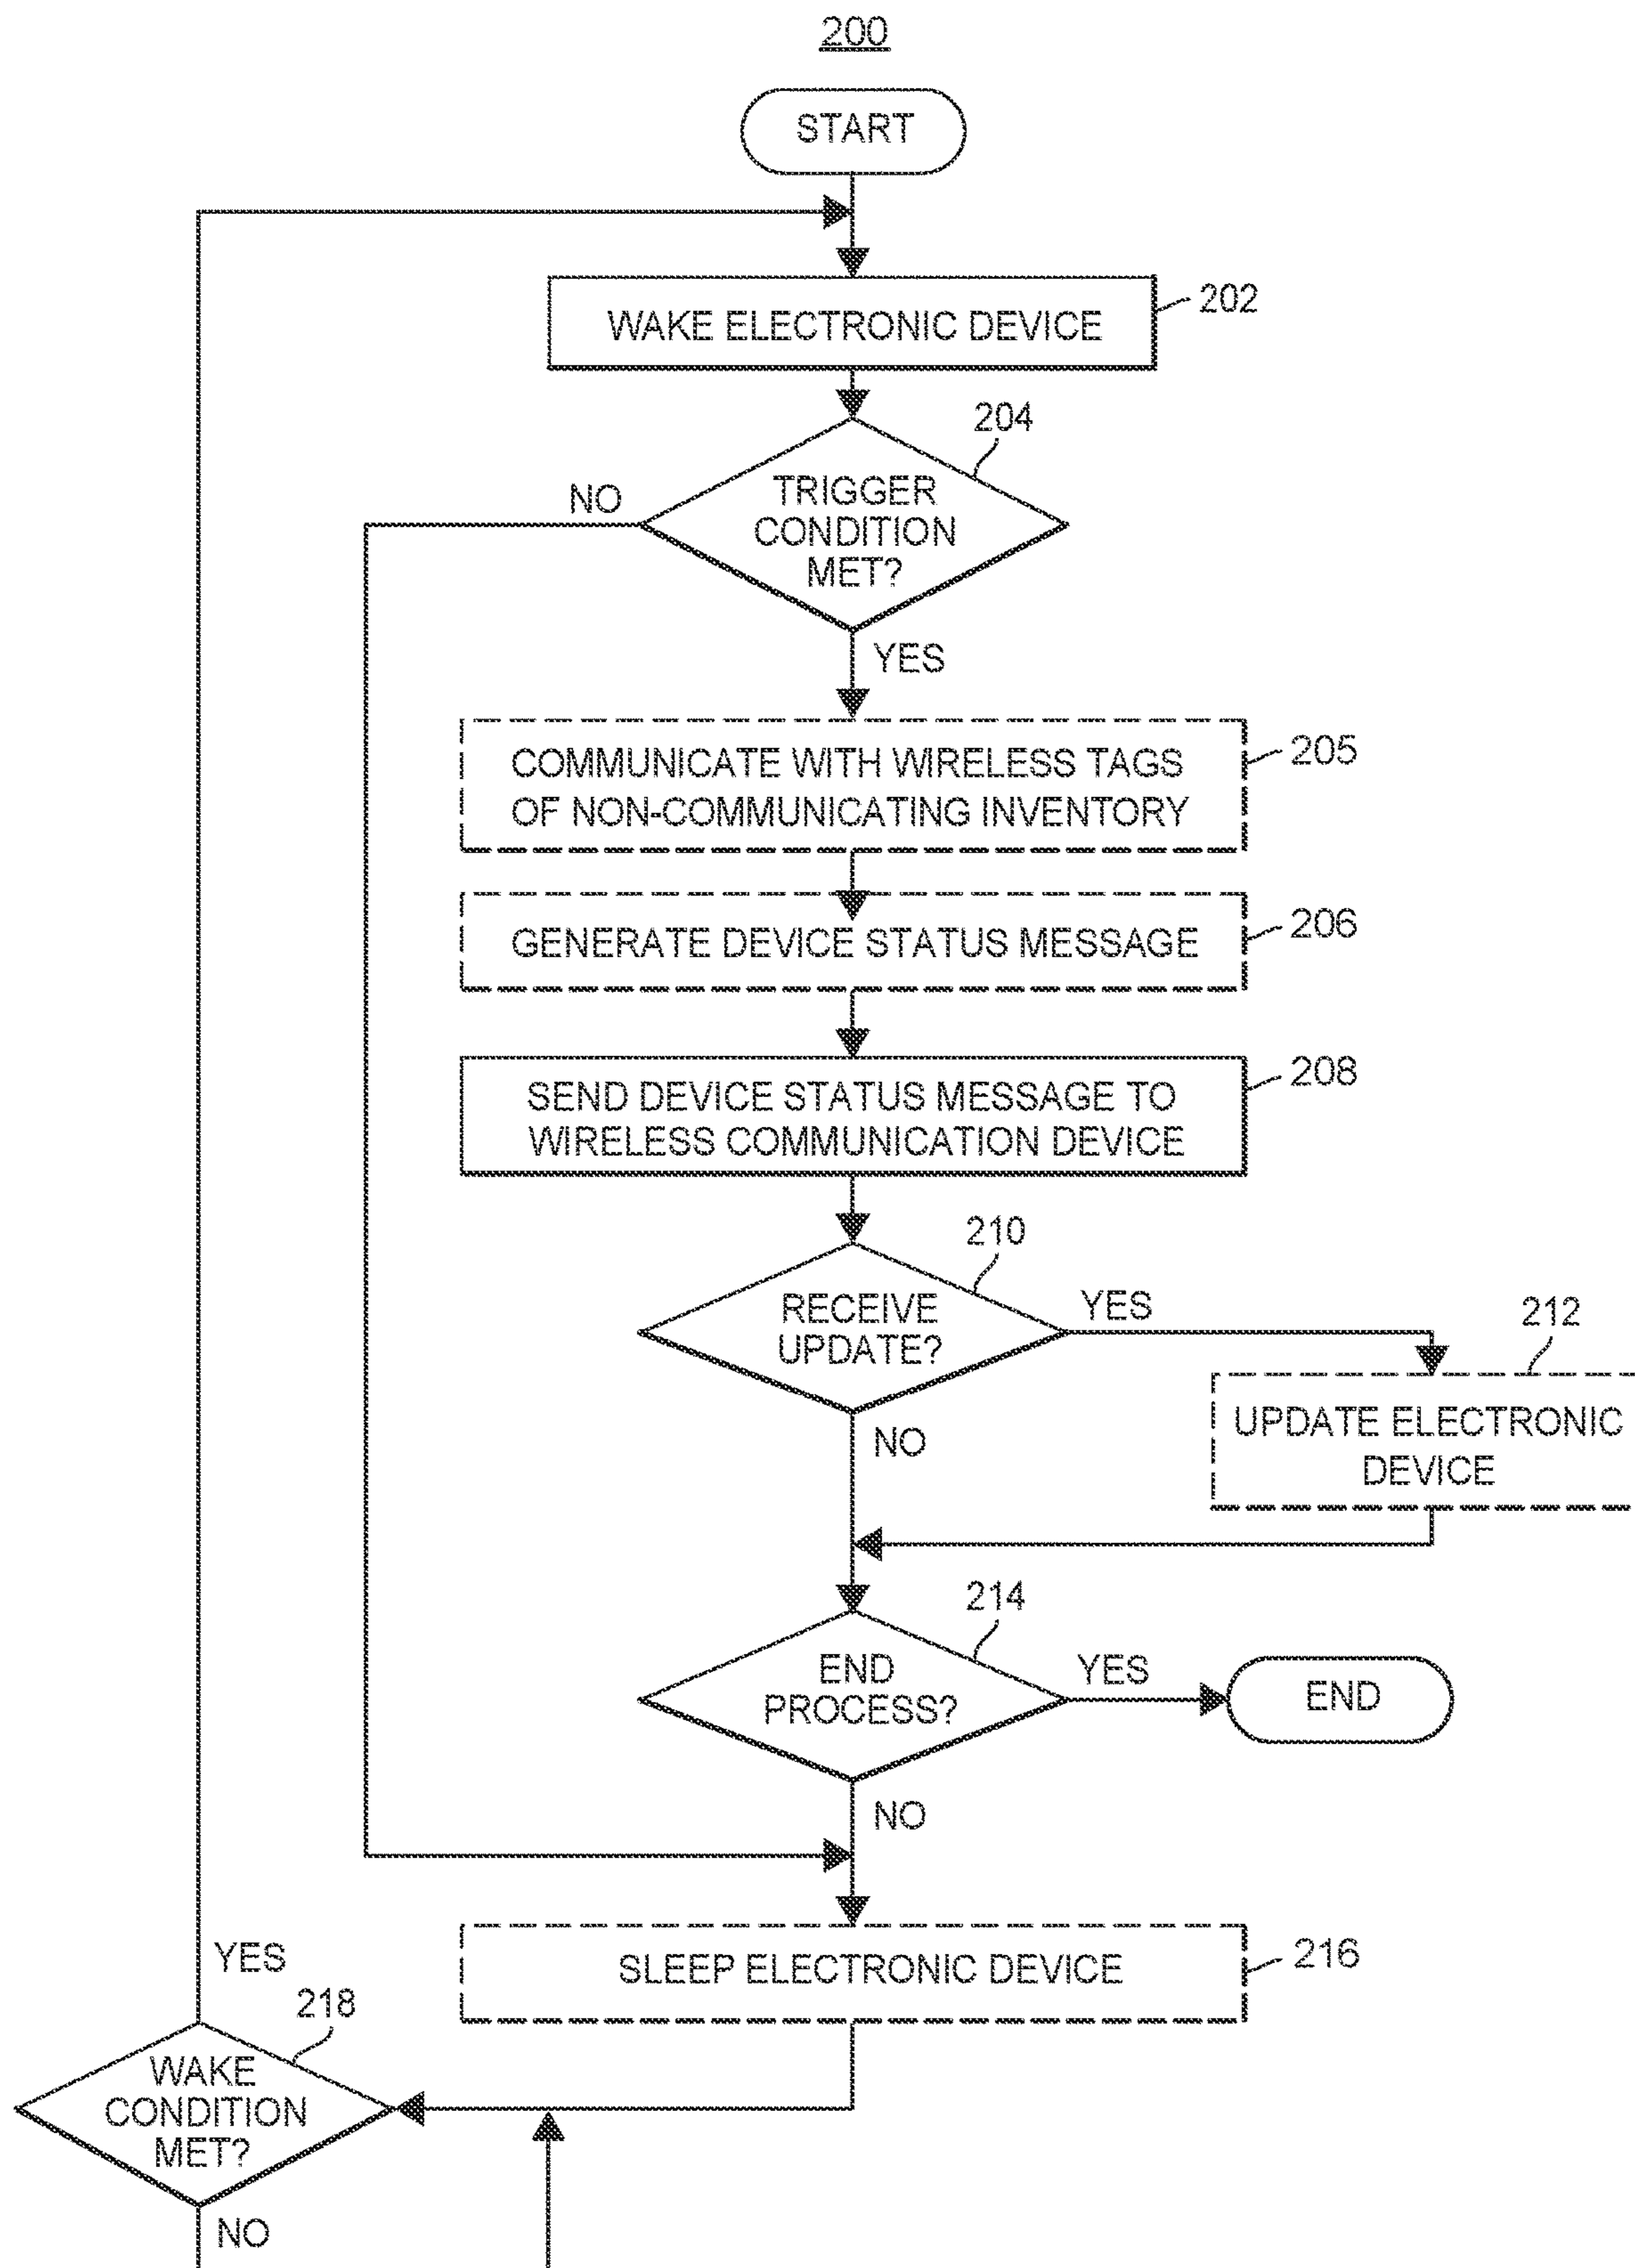 200
START
WAKE ELECTRONIC DEVICE
202
204
TRIGGER
CONDITION
MET?
NO
YES
COMMUNICATE WITH WIRELESS TAGS
OF NON-COMMUNICATING INVENTORY
205
GENERATE DEVICE STATUS MESSAGE
206
SEND DEVICE STATUS MESSAGE TO
WIRELESS COMMUNICATION DEVICE
208
210
RECEIVE
UPDATE?
YES
212
UPDATE ELECTRONIC
DEVICE
NO
214
END
PROCESS?
YES
END
NO
SLEEP ELECTRONIC DEVICE
216
YES
218
WAKE
CONDITION
MET?
NO